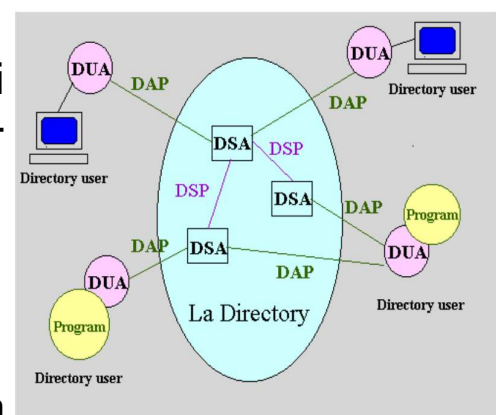 DUA
DAP
Directory user
DUA
DAP
Directory user
DSA
DSP
DSP
DSA
DAP
Program
DUA
Directory user
DAP
DSA
DAP
DUA
Program
Directory user
La Directory